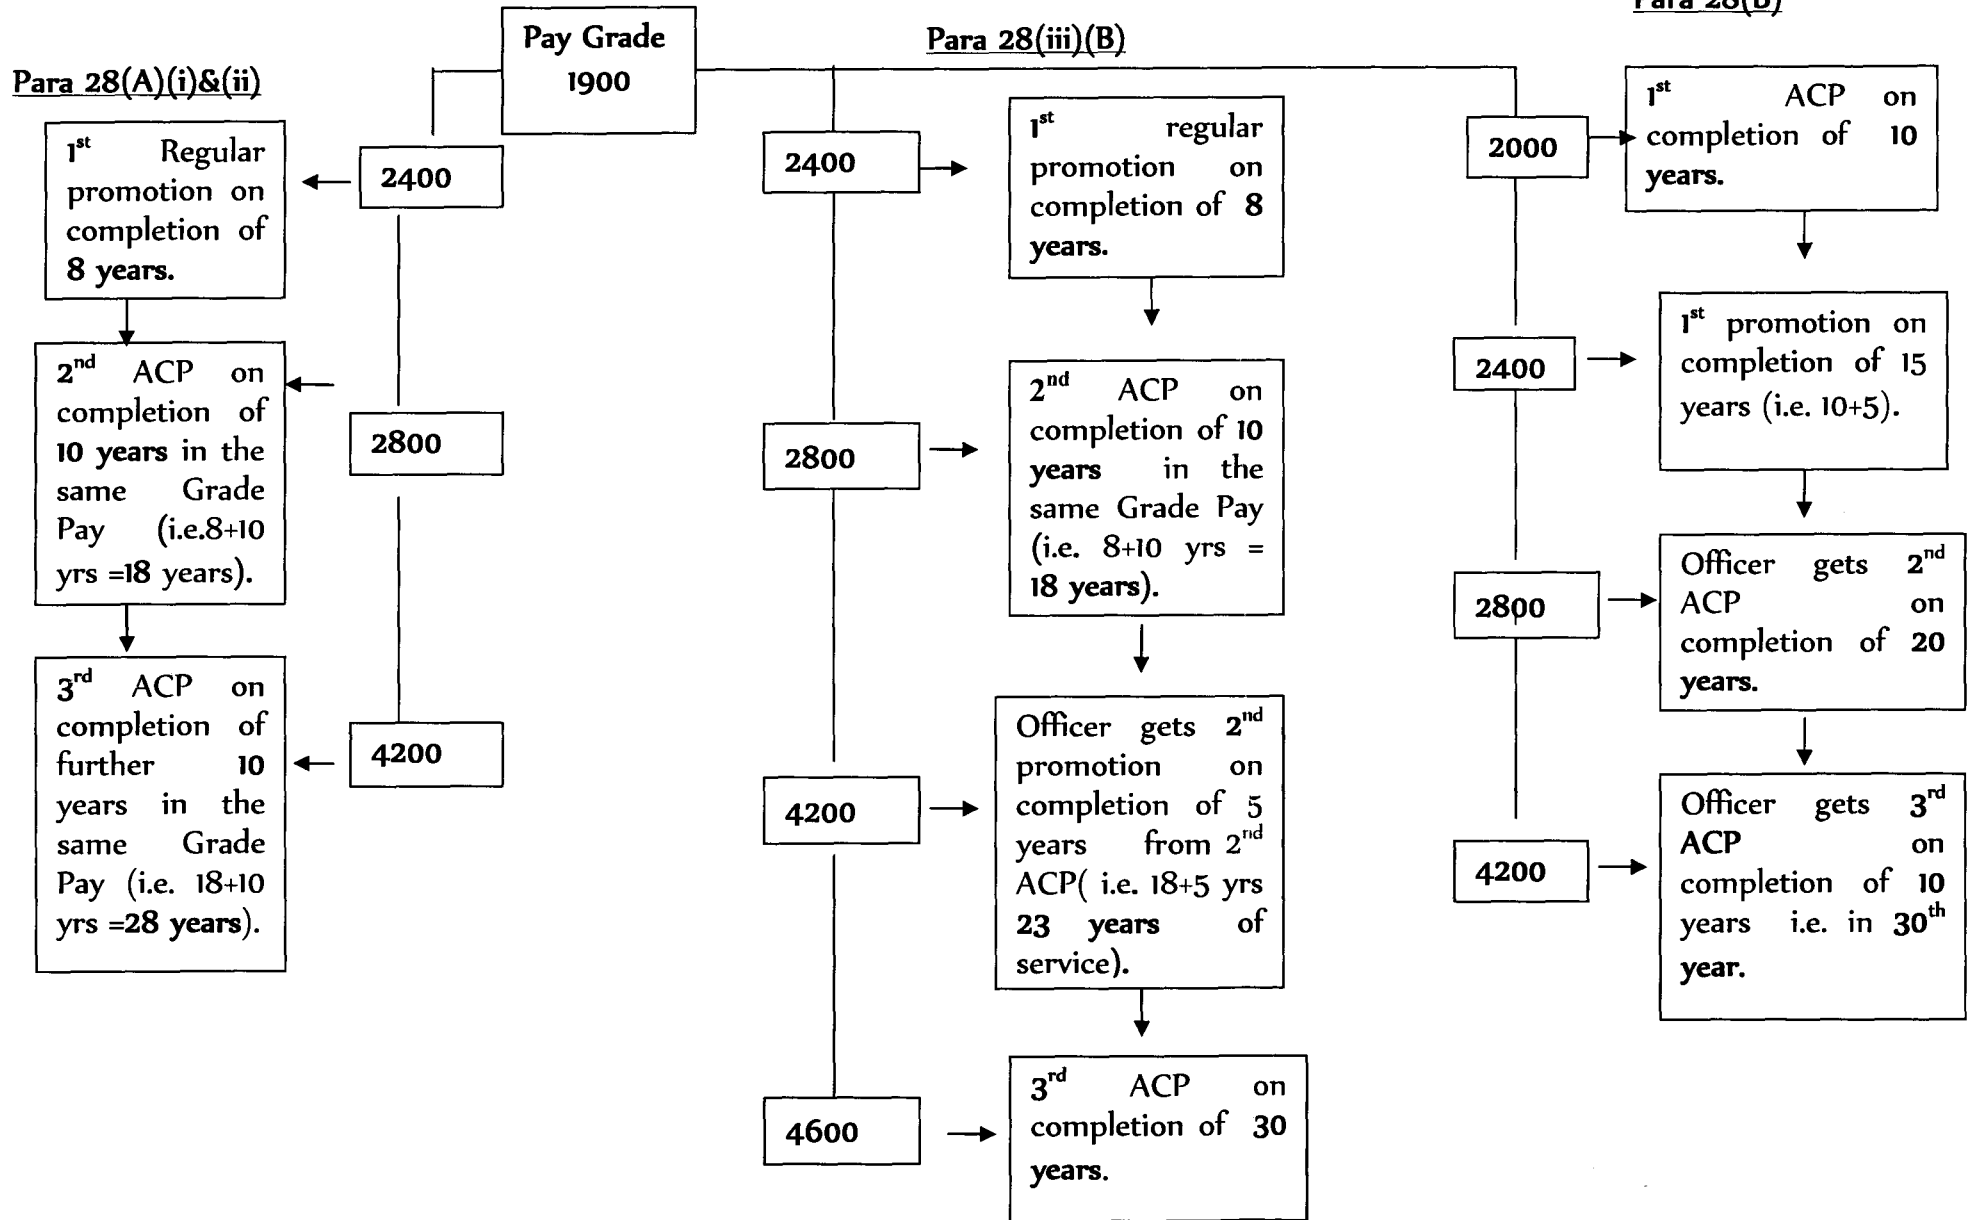 Para 28(b)
Pay Grade
1900
Para 28(A)(i)&(ii)
2400
1st Regular
promotion on
completion of
8 years.
2800
2nd ACP on
completion of
10 years in the
same Grade
Pay (i.e.8+10
yrs =18 years).
4200
3rd ACP on
completion of
further 10
years in the
same Grade
Pay (i.e. 18+10
yrs =28 years).
Para 28(iii)(B)
2400
1st regular
promotion on
completion of 8
years.
2800
2nd ACP on
completion of 10
years in the
same Grade Pay
(i.e. 8+10 yrs =
18 years).
4200
Officer gets 2nd
promotion on
completion of 5
years from 2nd
ACP( i.e. 18+5 yrs
23 years of
service).
4600
3rd ACP on
completion of 30
years.
2000
1st ACP on
completion of 10
years.
2400
1st promotion on
completion of 15
years (i.e. 10+5).
2800
Officer gets 2nd
ACP on
completion of 20
years.
4200
Officer gets 3rd
ACP on
completion of 10
years i.e. in 30th
year.